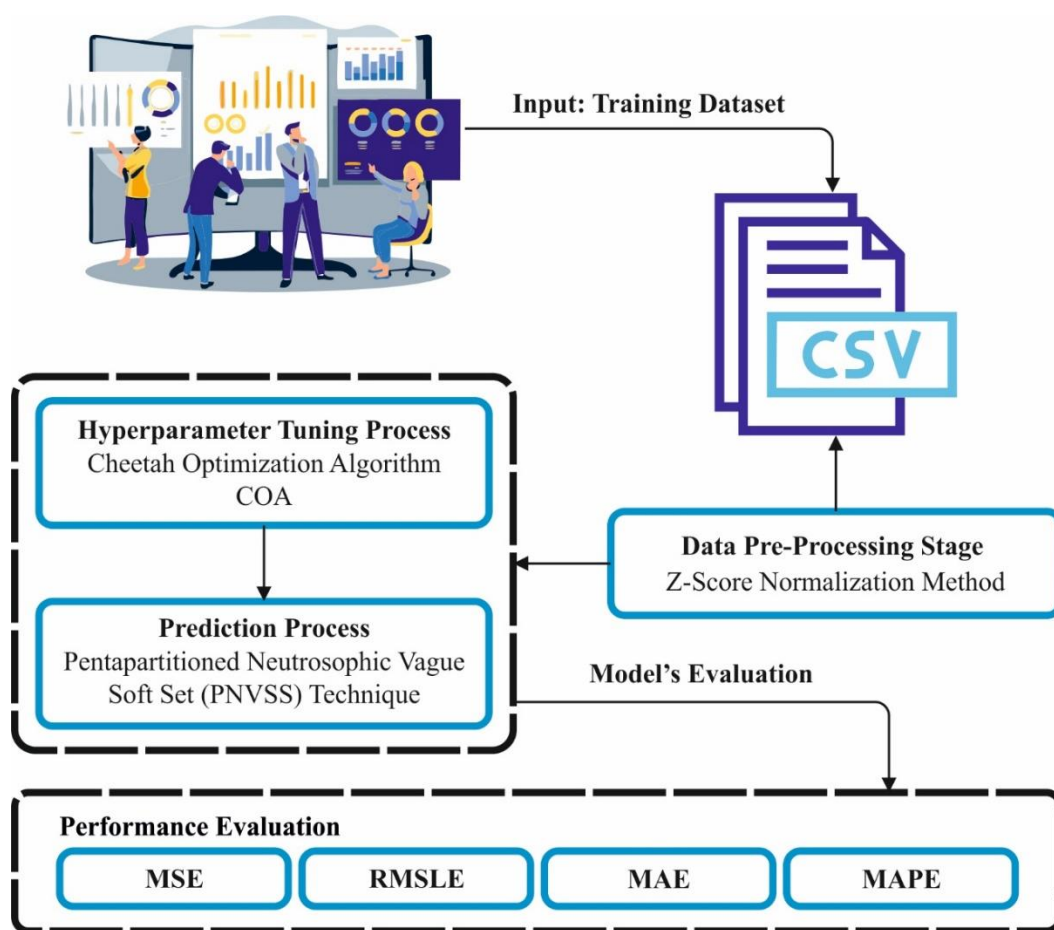 Input: Training Dataset
CSV
Hyperparameter Tuning Process
Cheetah Optimization Algorithm
COA
Data Pre-Processing Stage
Z-Score Normalization Method
Prediction Process
Pentapartitioned Neutrosophic Vague
Soft Set (PNVSS) Technique
Model's Evaluation
Performance Evaluation
MSE
RMSLE
MAE
MAPE